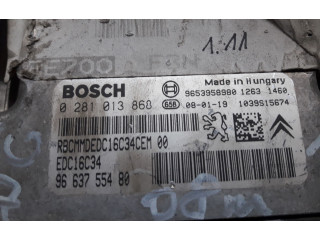 1.11
BOSCH
Made in Hungary
9653958980 1263 1460
0 281 013 868
658 08-01-19 1039S15674
RBCMMDEDC16C34CEM 00
EDC16C34
96 637 554 80